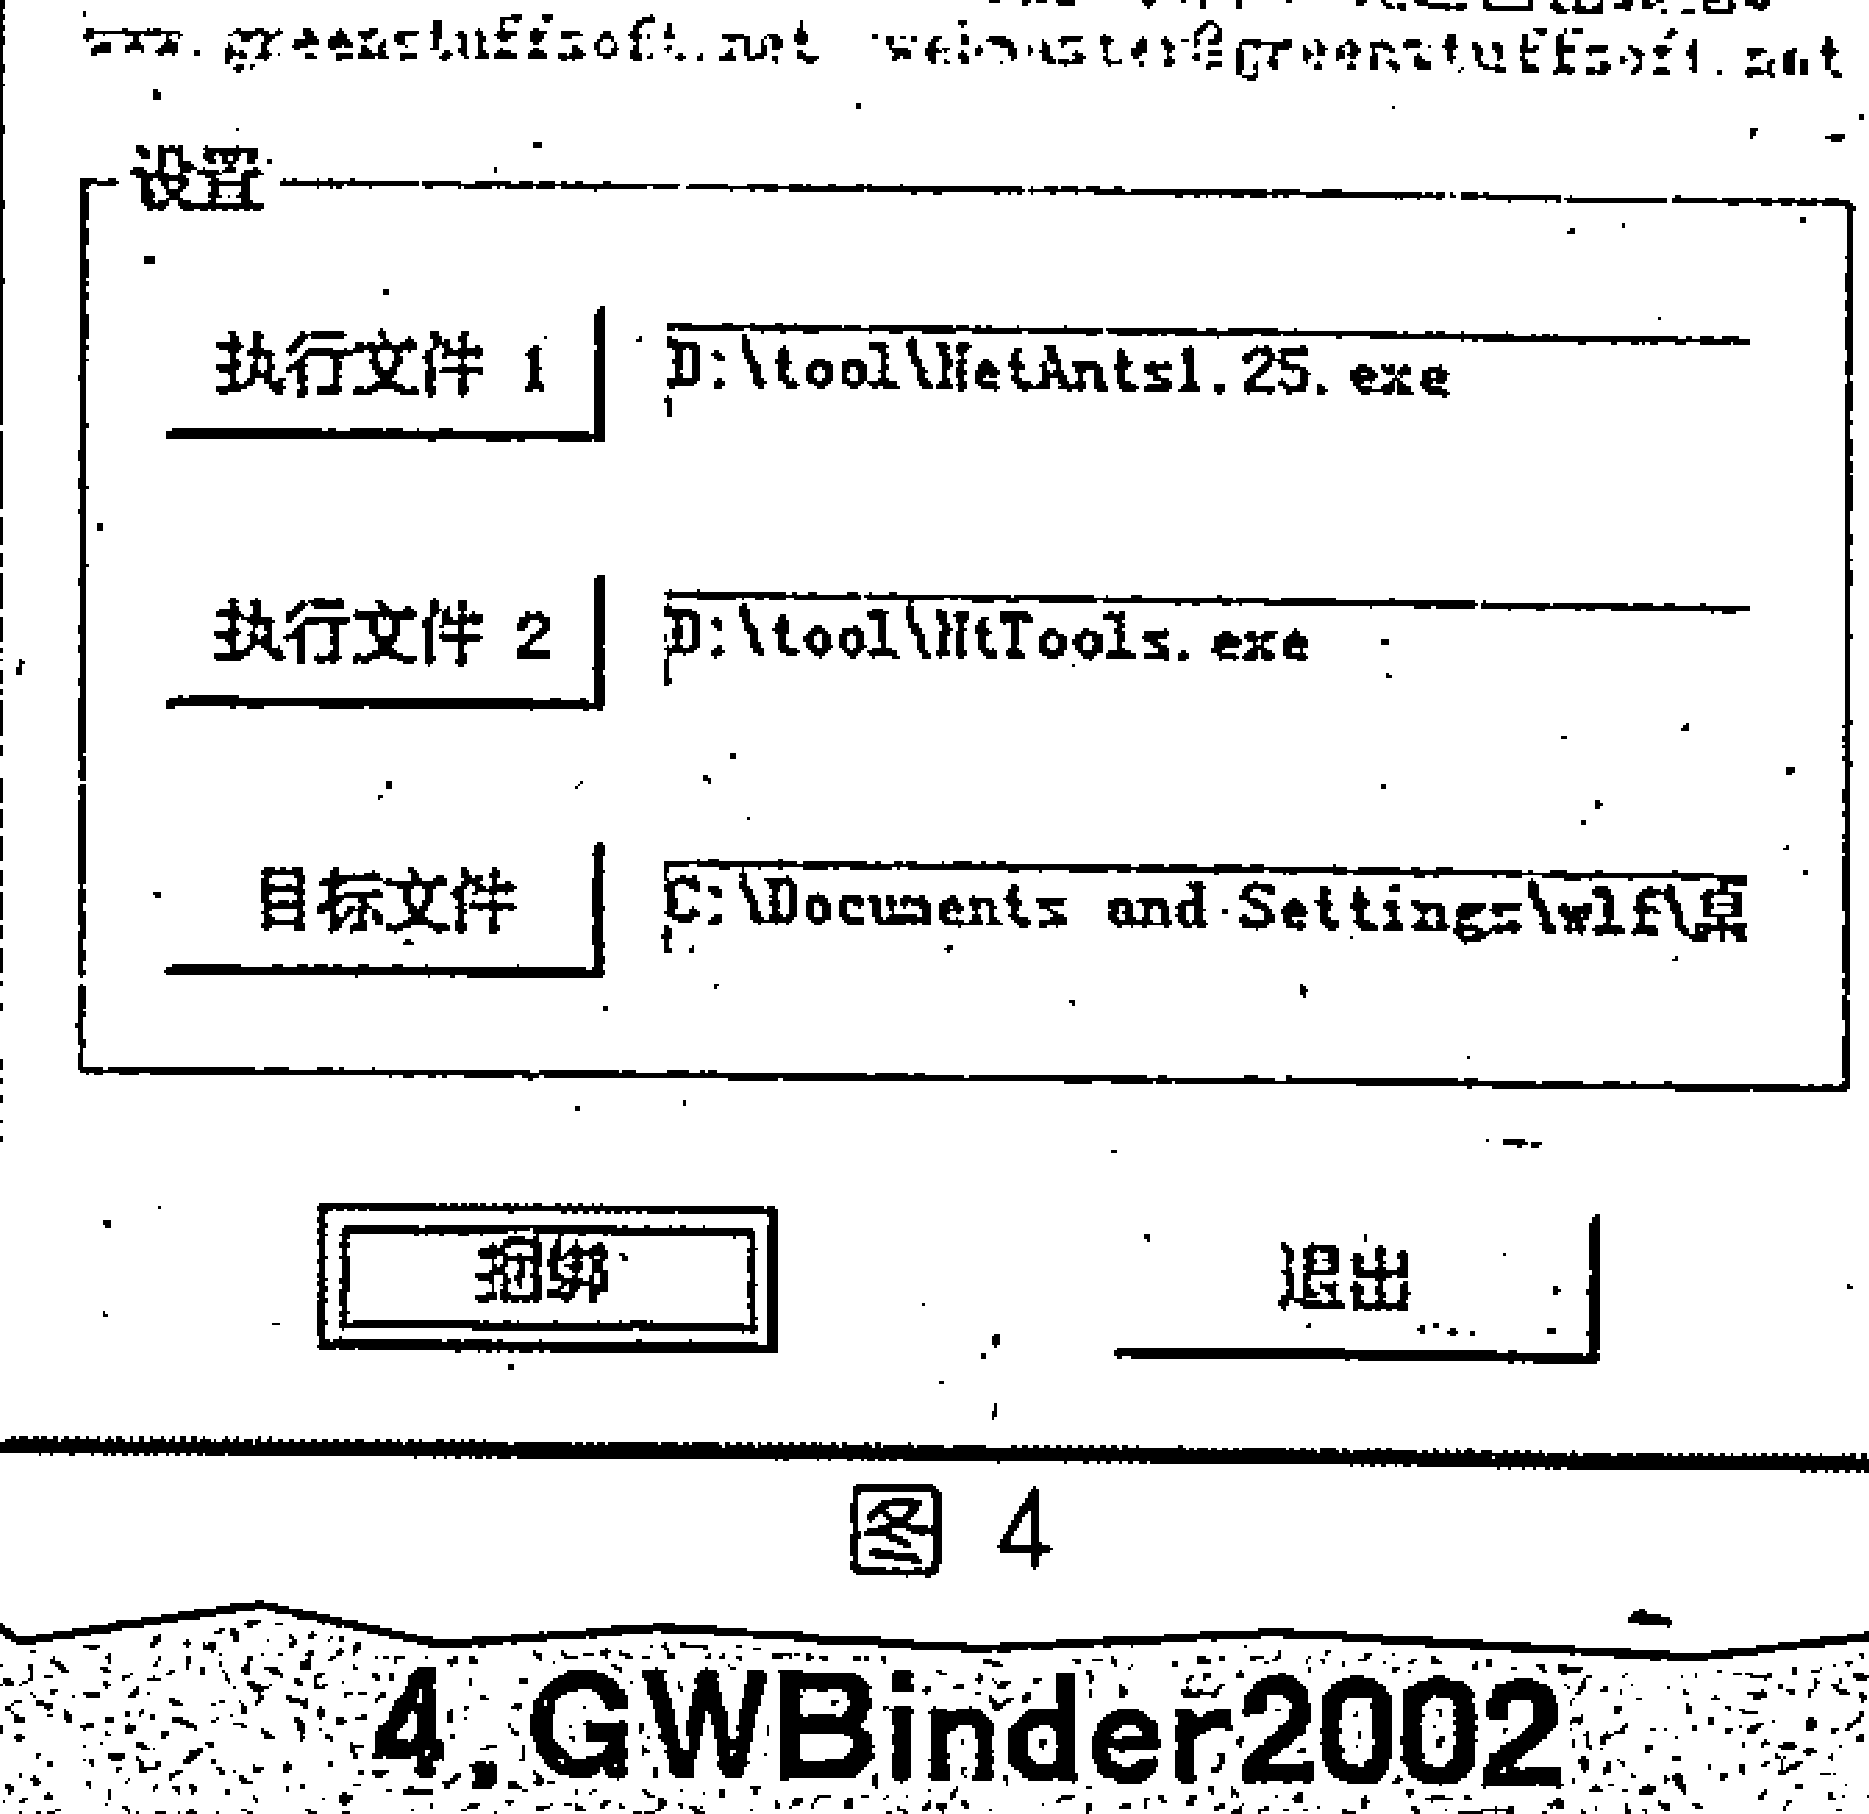 www.greenstuffsoft.net webmaster@greenstuffsoft.net
设置
执行文件 1 D:\tool\NetAnts1.25.exe
执行文件 2 D:\tool\NtTools.exe
目标文件 C:\Documents and Settings\wlf\桌
捆绑 退出
图 4
4.GWBinder2002